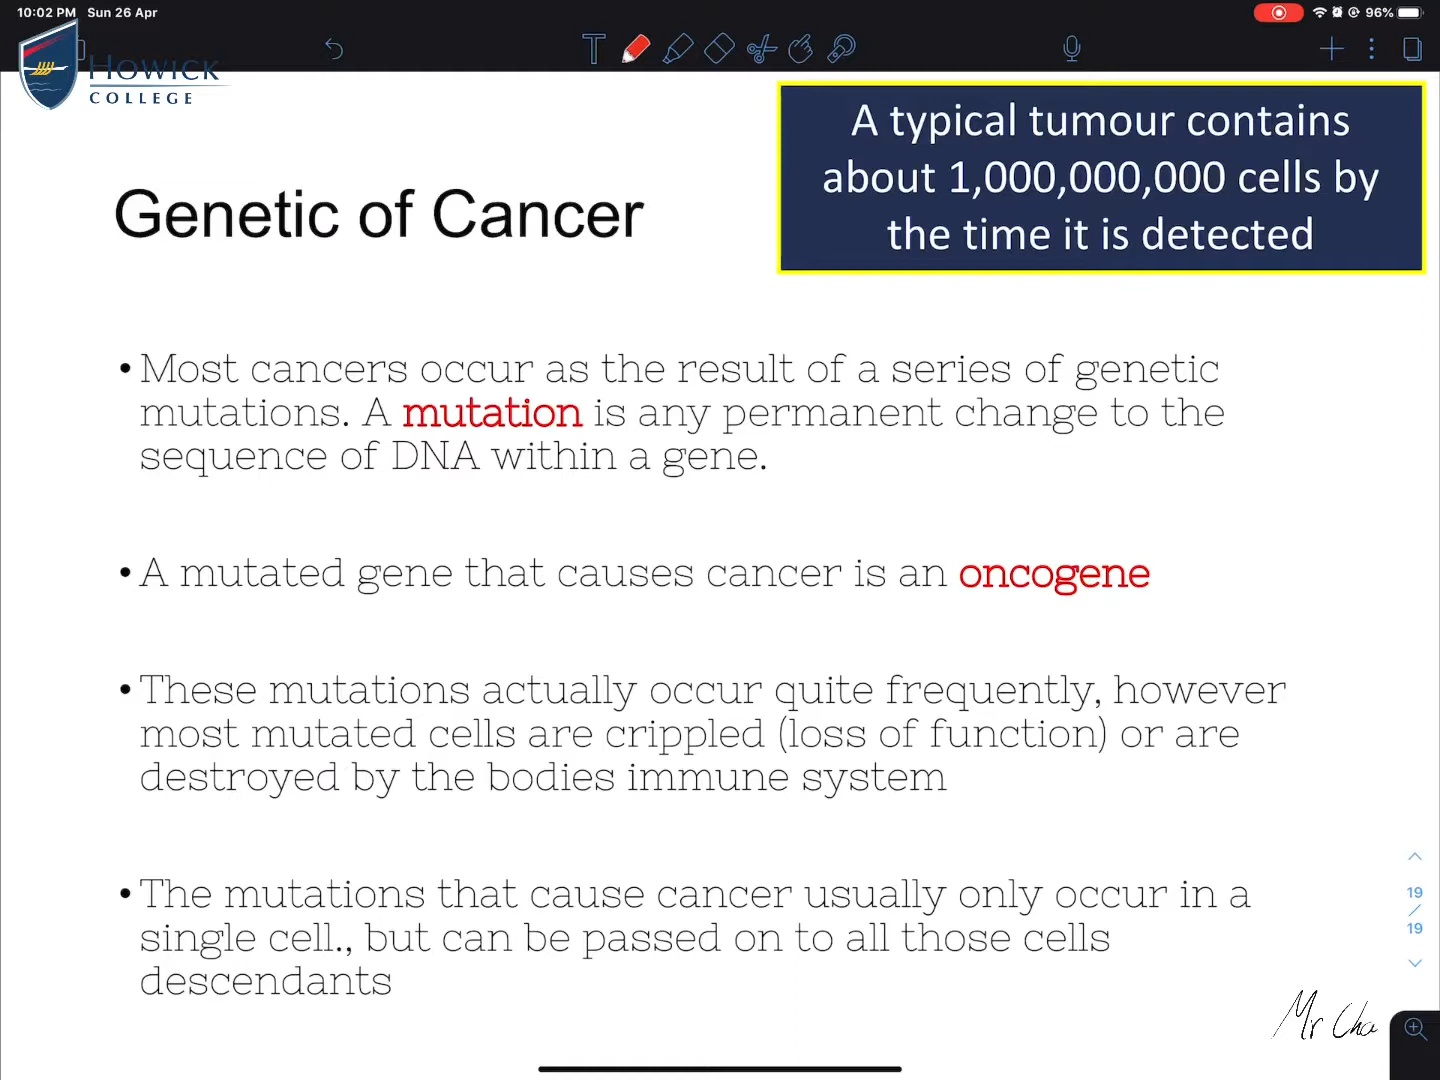 10:02 PM Sun 26 Apr
96%
HOWICK
COLLEGE
A typical tumour contains
about 1,000,000,000 cells by
the time it is detected
Genetic of Cancer
• Most cancers occur as the result of a series of genetic
mutations. A mutation is any permanent change to the
sequence of DNA within a gene.
• A mutated gene that causes cancer is an oncogene
• These mutations actually occur quite frequently, however
most mutated cells are crippled (loss of function) or are
destroyed by the bodies immune system
• The mutations that cause cancer usually only occur in a
single cell., but can be passed on to all those cells
descendants
19
/
19
Mr Cha